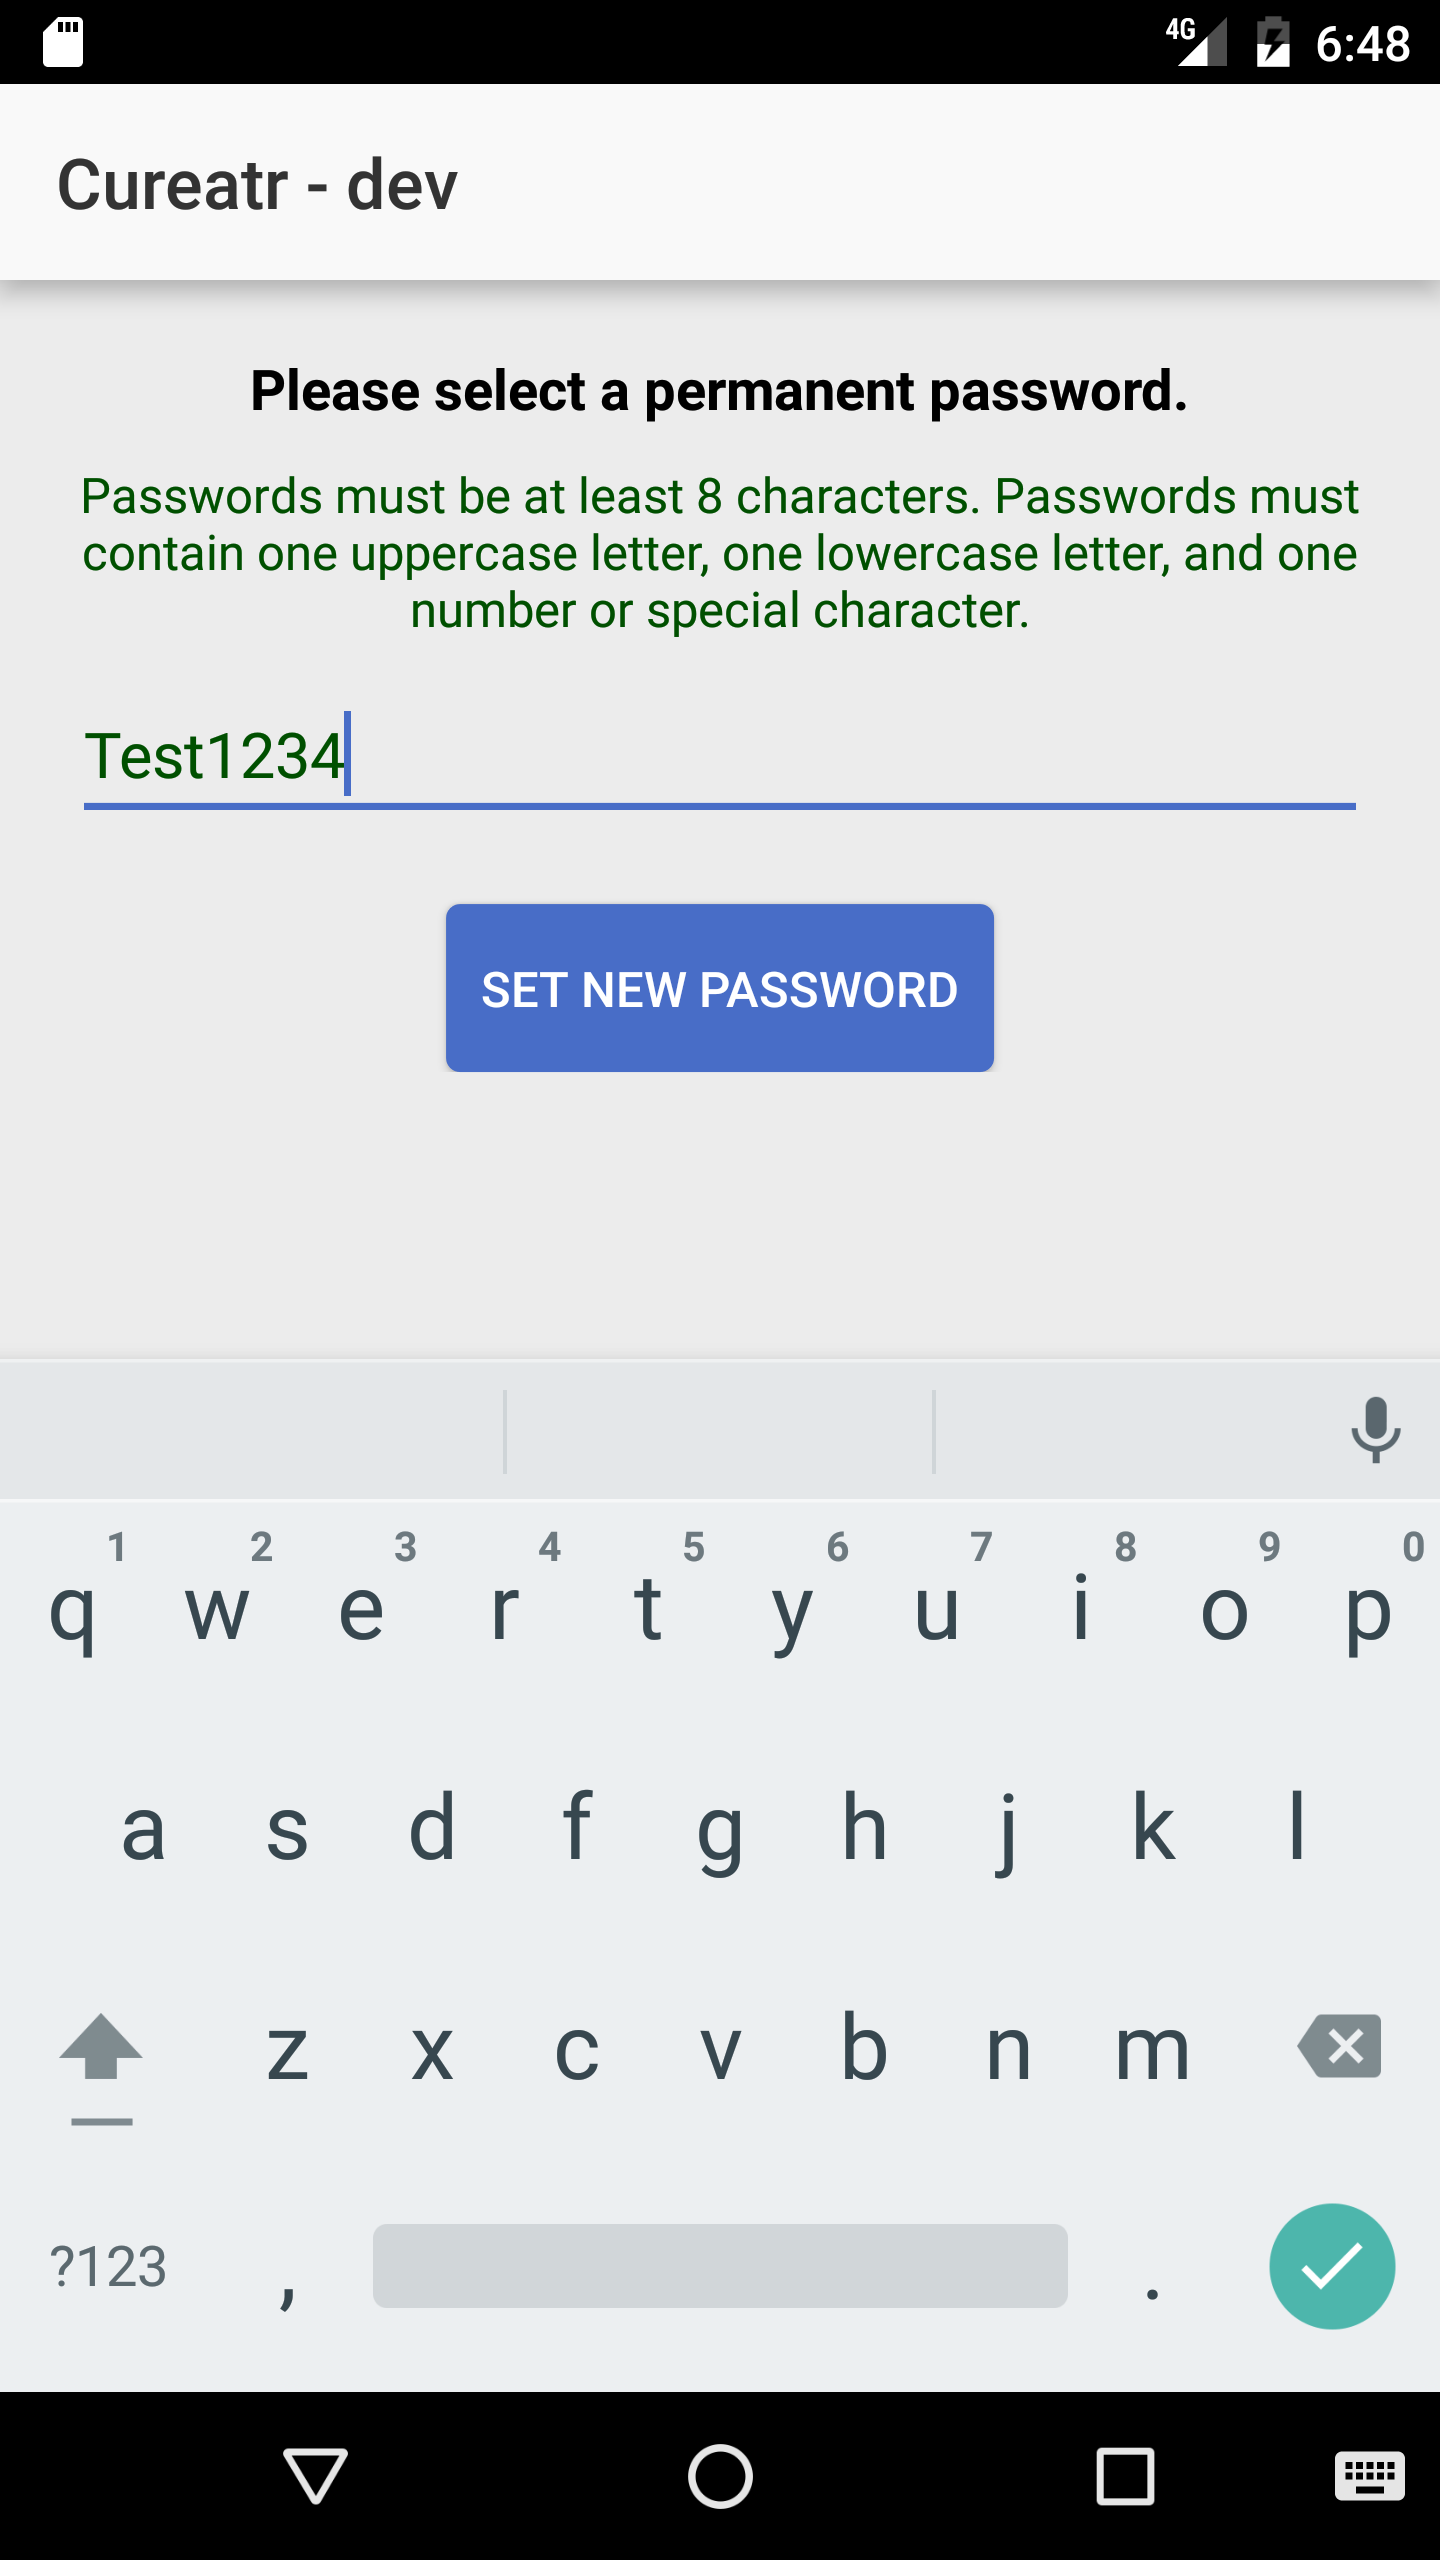 4G 6:48
Cureatr - dev
Please select a permanent password.
Passwords must be at least 8 characters. Passwords must
contain one uppercase letter, one lowercase letter, and one
number or special character.
Test1234
SET NEW PASSWORD
1 2 3 4 5 6 7 8 9 0
q w e r t y u i o p
a s d f g h j k l
z x c v b n m
?123 , .